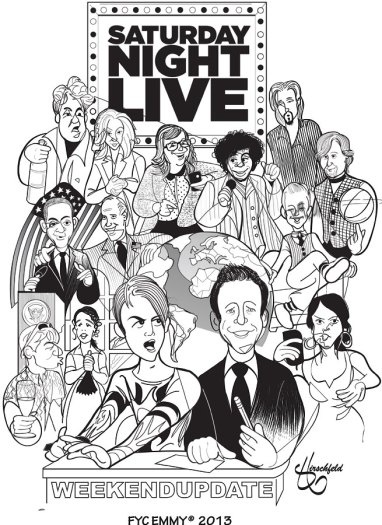 SATURDAY
NIGHT
LIVE
Hirschfeld
WEEKENDUPDATE
FYC EMMY® 2013